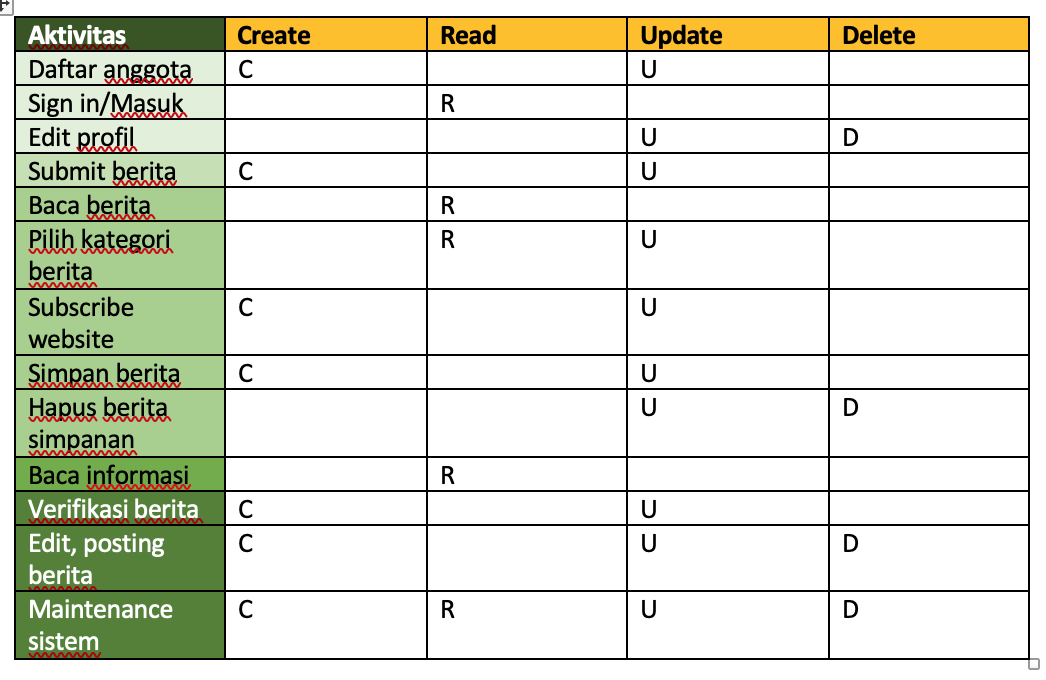 Aktivitas Create Read Update Delete
Daftar anggota C U
Sign in/Masuk R
Edit profil U D
Submit berita C U
Baca berita R
Pilih kategori R U
berita
Subscribe C U
website
Simpan berita C U
Hapus berita U D
simpanan
Baca informasi R
Verifikasi berita C U
Edit, posting C U D
berita
Maintenance C R U D
sistem